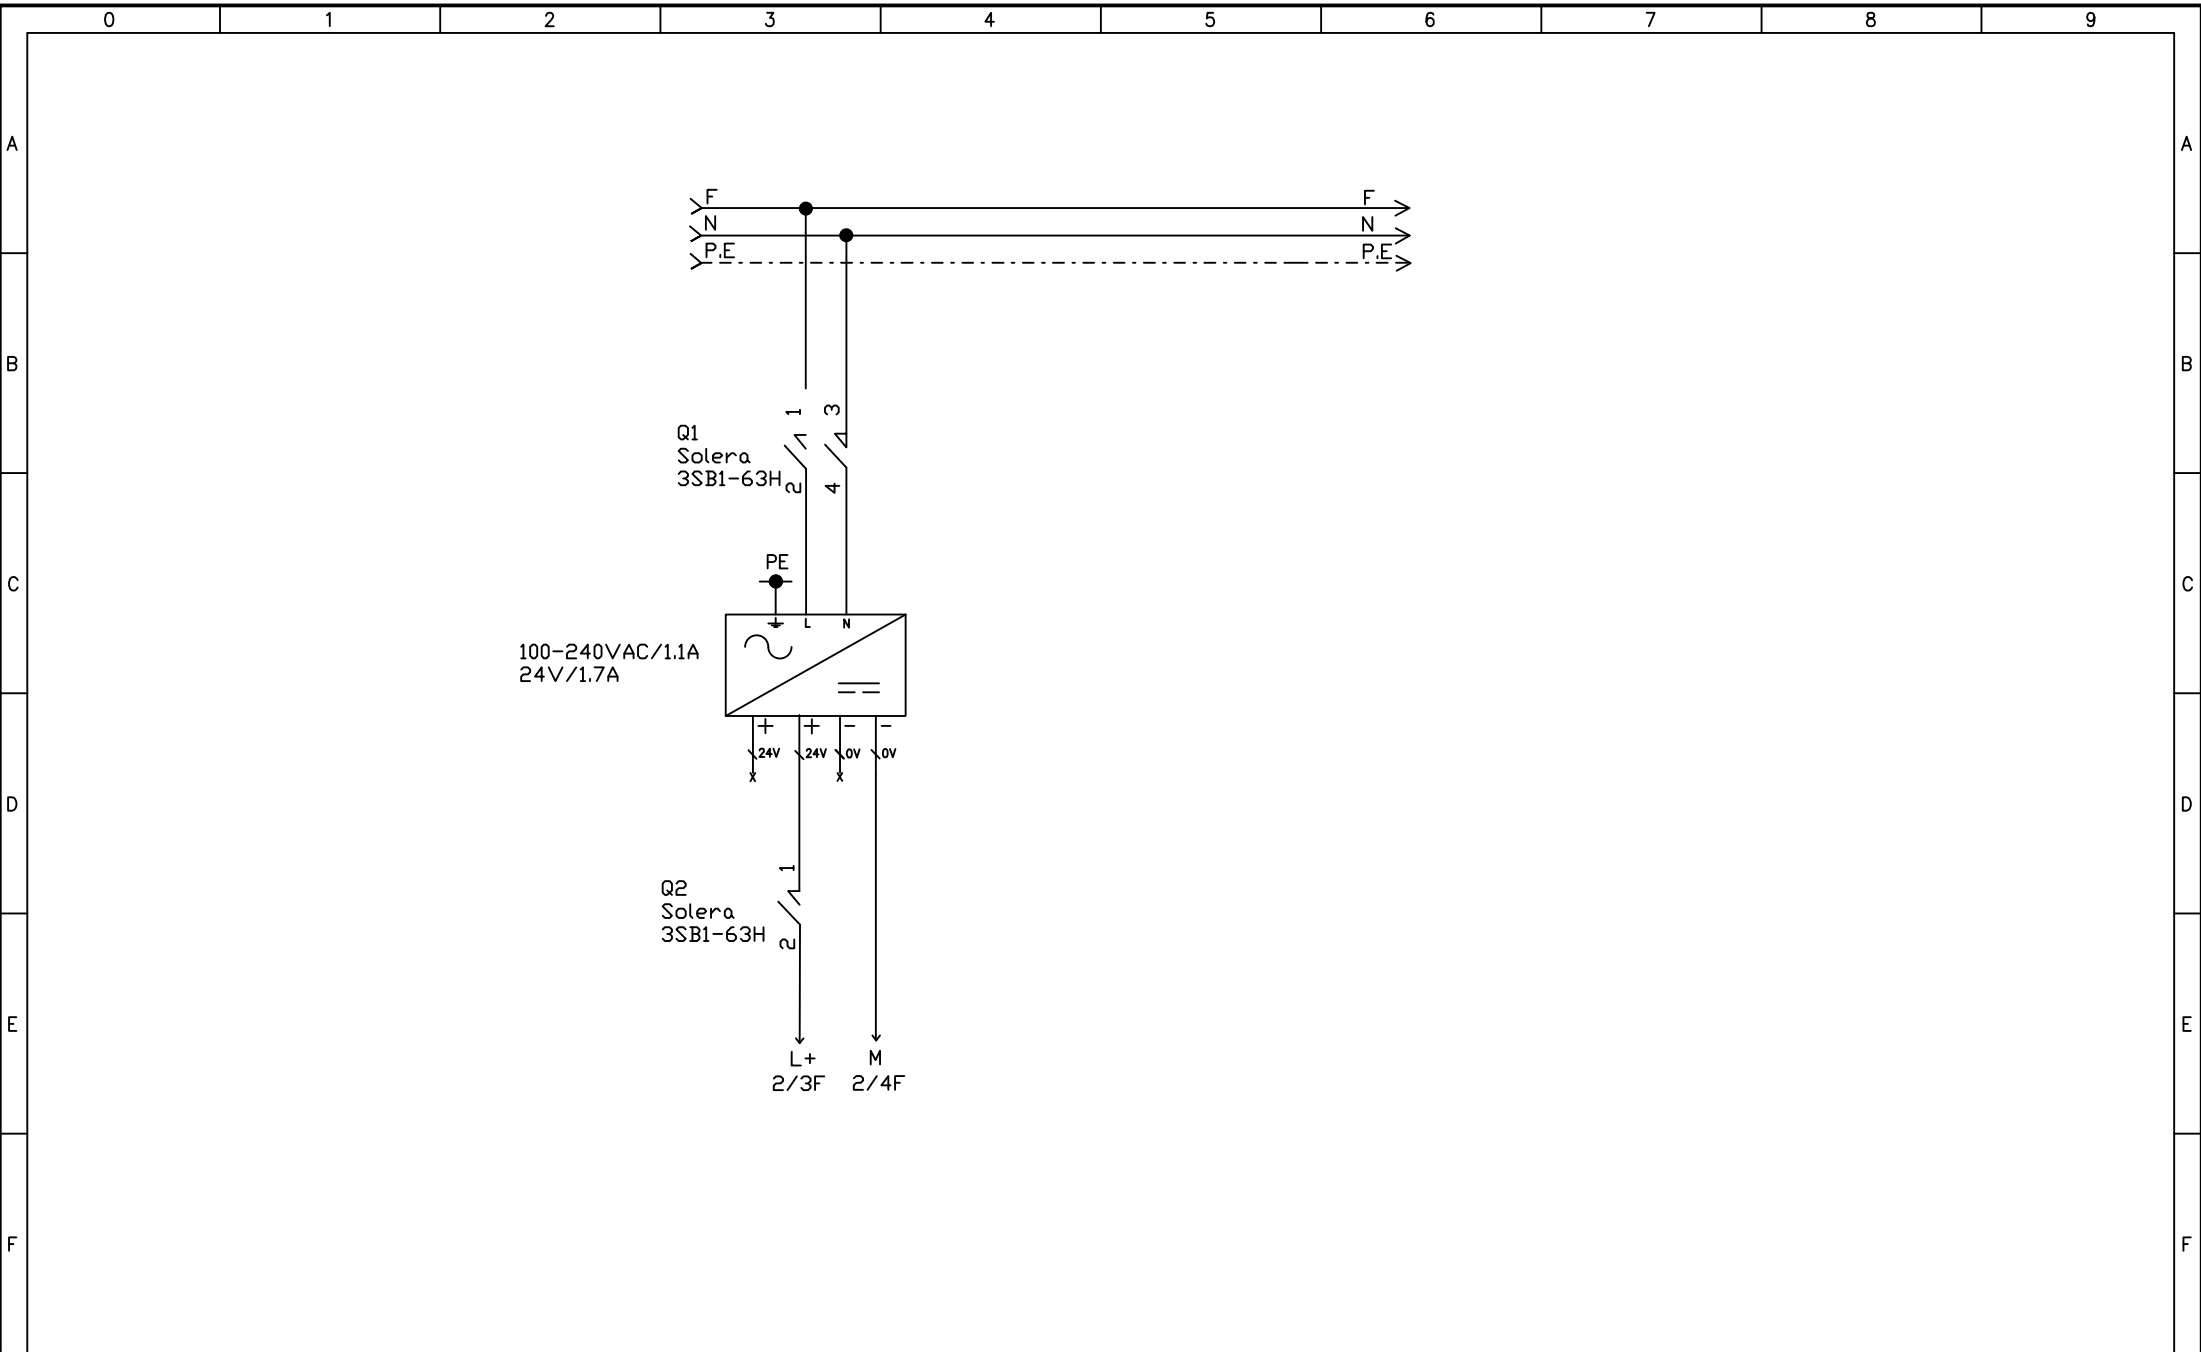 0 1 2 3 4 5 6 7 8 9
A A
F F
N N
P.E P.E
B B
1 3
Q1
Solera
3SB1-63H
2 4
PE
C C
L N
100-240VAC/1.1A
24V/1.7A
+ + - -
24V 24V 0V 0V
x x
D D
1
Q2
Solera
3SB1-63H
2
E E
L+ M
2/3F 2/4F
F F